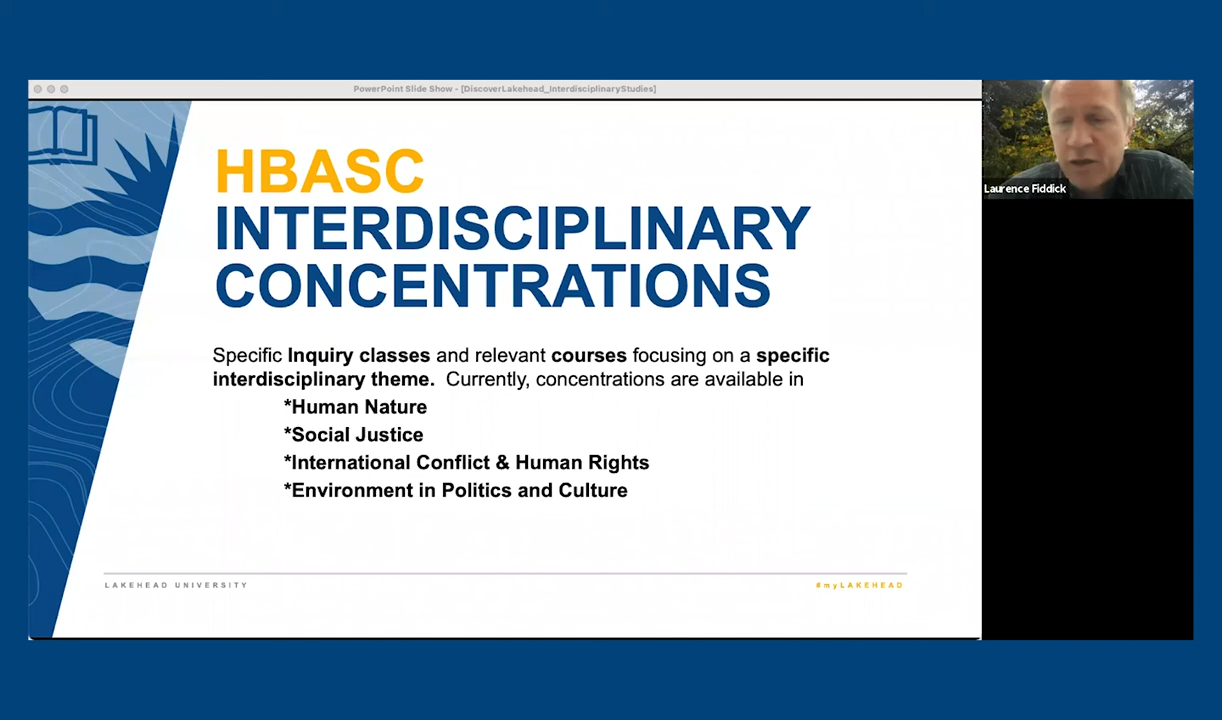 PowerPoint Slide Show - [DiscoverLakehead_InterdisciplinaryStudies]
HBASC
INTERDISCIPLINARY
CONCENTRATIONS
Specific Inquiry classes and relevant courses focusing on a specific
interdisciplinary theme. Currently, concentrations are available in
*Human Nature
*Social Justice
*International Conflict & Human Rights
*Environment in Politics and Culture
LAKEHEAD UNIVERSITY
#myLAKEHEAD
Laurence Fiddick